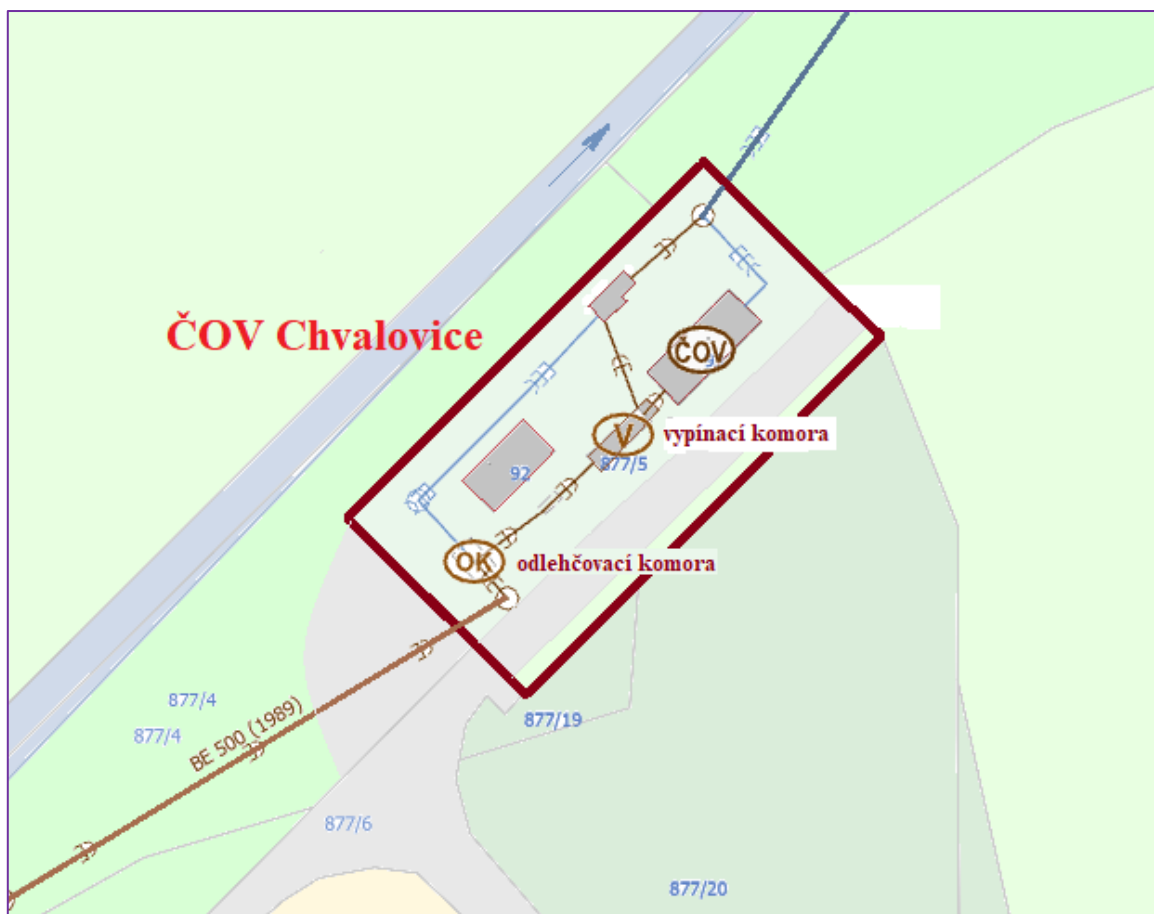 ČOV Chvalovice
ČOV
V
vypínací komora
877/5
92
OK
odlehčovací komora
877/4
877/4
BE 500 (1989)
877/19
877/6
877/20